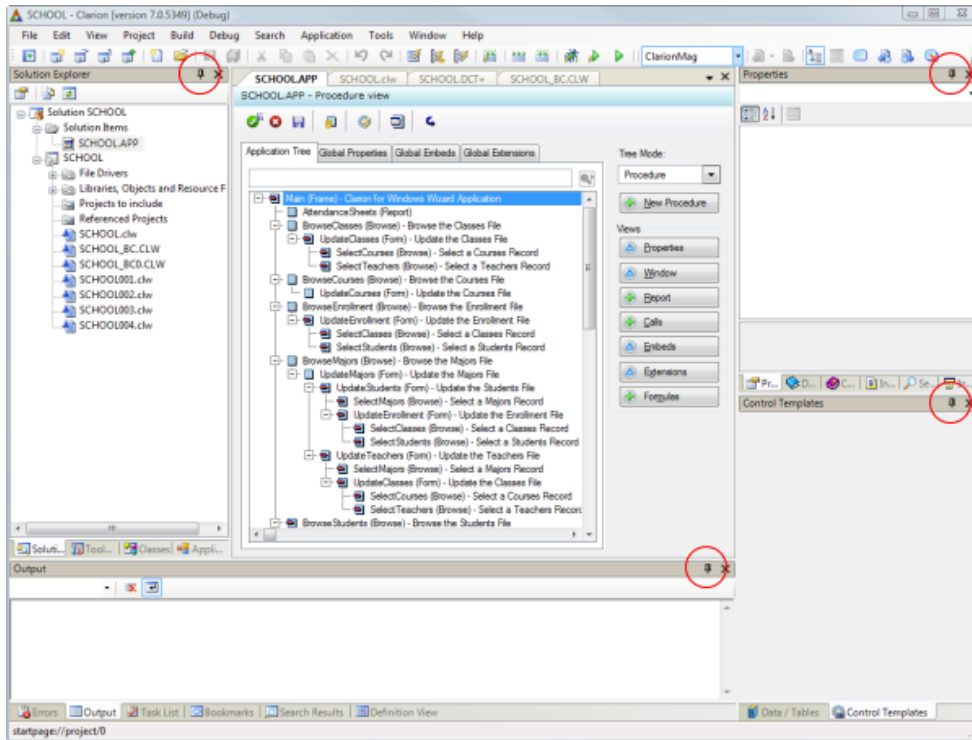 SCHOOL - Clarion [version 7.0.5349] (Debug)
File Edit View Project Build Debug Search Application Tools Window Help
ClarionMag
Solution Explorer
Solution SCHOOL
Solution Items
SCHOOL.APP
SCHOOL
File Drivers
Libraries, Objects and Resource F
Projects to include
Referenced Projects
SCHOOL.clw
SCHOOL_BC.CLW
SCHOOL_BC0.CLW
SCHOOL001.clw
SCHOOL002.clw
SCHOOL003.clw
SCHOOL004.clw
Soluti... Tool... Classes Appli...
SCHOOL.APP SCHOOL.clw SCHOOL.DCT+ SCHOOL_BC.CLW
SCHOOL.APP - Procedure view
Application Tree Global Properties Global Embeds Global Extensions
Main (Frame) - Clarion for Windows Wizard Application
AttendanceSheets (Report)
BrowseClasses (Browse) - Browse the Classes File
UpdateClasses (Form) - Update the Classes File
SelectCourses (Browse) - Select a Courses Record
SelectTeachers (Browse) - Select a Teachers Record
BrowseCourses (Browse) - Browse the Courses File
UpdateCourses (Form) - Update the Courses File
BrowseEnrollment (Browse) - Browse the Enrollment File
UpdateEnrollment (Form) - Update the Enrollment File
SelectClasses (Browse) - Select a Classes Record
SelectStudents (Browse) - Select a Students Record
BrowseMajors (Browse) - Browse the Majors File
UpdateMajors (Form) - Update the Majors File
UpdateStudents (Form) - Update the Students File
SelectMajors (Browse) - Select a Majors Record
UpdateEnrollment (Form) - Update the Enrollment File
SelectClasses (Browse) - Select a Classes Record
SelectStudents (Browse) - Select a Students Record
UpdateTeachers (Form) - Update the Teachers File
SelectMajors (Browse) - Select a Majors Record
UpdateClasses (Form) - Update the Classes File
SelectCourses (Browse) - Select a Courses Record
SelectTeachers (Browse) - Select a Teachers Record
BrowseStudents (Browse) - Browse the Students File
Tree Mode:
Procedure
New Procedure
Views
Properties
Window
Report
Calls
Embeds
Extensions
Formulas
Properties
Pr... D... C... In... Se...
Control Templates
Data / Tables Control Templates
Output
Errors Output Task List Bookmarks Search Results Definition View
startpage://project/0